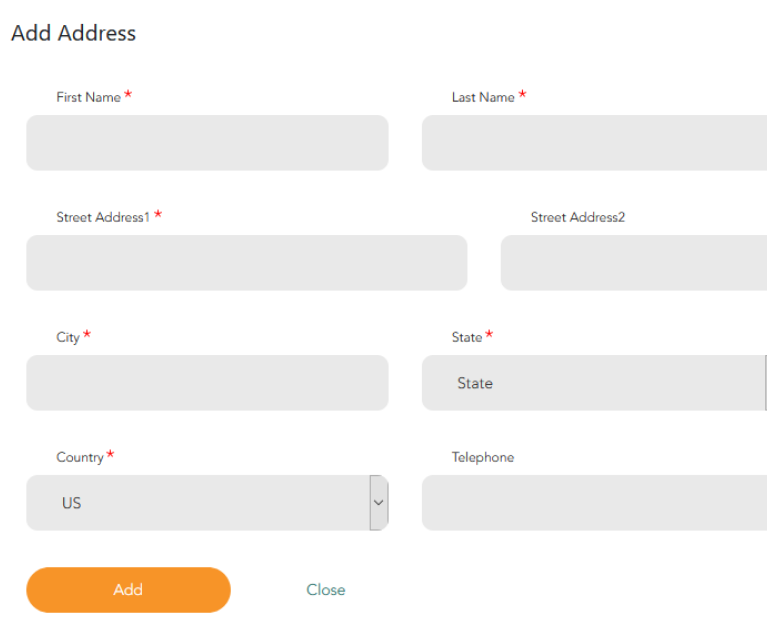 Add Address
First Name *
Last Name *
Street Address1 *
Street Address2
City *
State *
State
Country *
Telephone
US
Add
Close